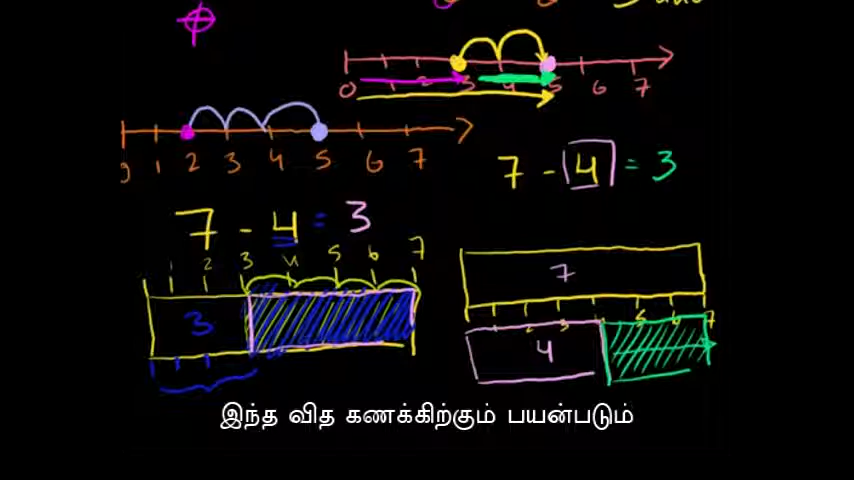 0 1 2 3 4 5 6 7
0 1 2 3 4 5 6 7
7 - 4 = 3
7 - 4 = 3
1 2 3 4 5 6 7
7
3
1 2 3 5 6 7
4
இந்த வித கணக்கிற்கும் பயன்படும்